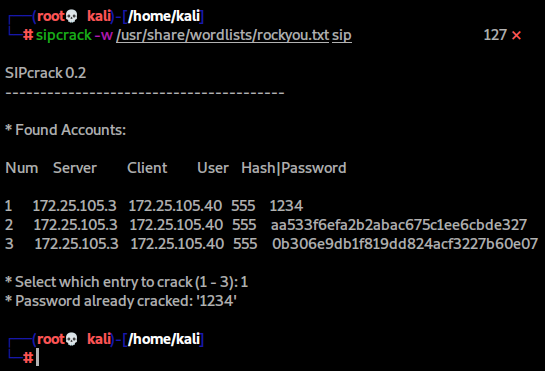 ┌──(root💀 kali)-[/home/kali]
└─# sipcrack -w /usr/share/wordlists/rockyou.txt sip 127 ⨯
SIPcrack 0.2
----------------------------------------
* Found Accounts:
Num Server Client User Hash|Password
1 172.25.105.3 172.25.105.40 555 1234
2 172.25.105.3 172.25.105.40 555 aa533f6efa2b2abac675c1ee6cbde327
3 172.25.105.3 172.25.105.40 555 0b306e9db1f819dd824acf3227b60e07
* Select which entry to crack (1 - 3): 1
* Password already cracked: '1234'
┌──(root💀 kali)-[/home/kali]
└─#